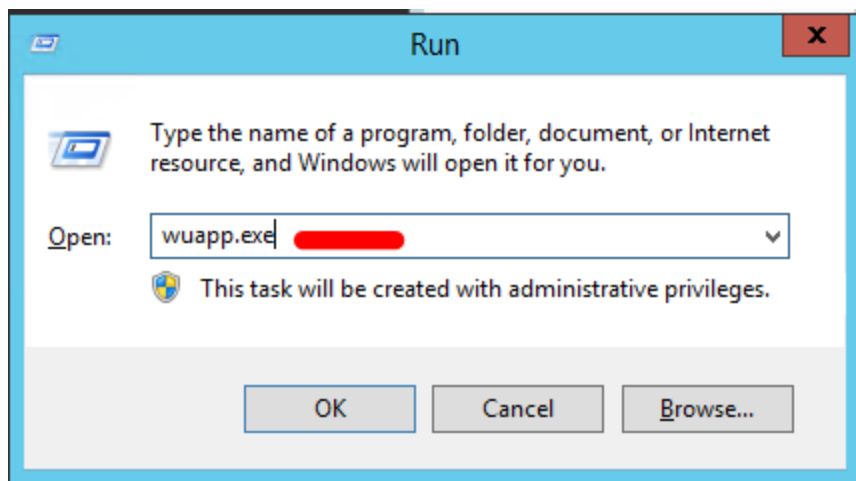 Run
x
Type the name of a program, folder, document, or Internet
resource, and Windows will open it for you.
Open: wuapp.exe
This task will be created with administrative privileges.
OK Cancel Browse...